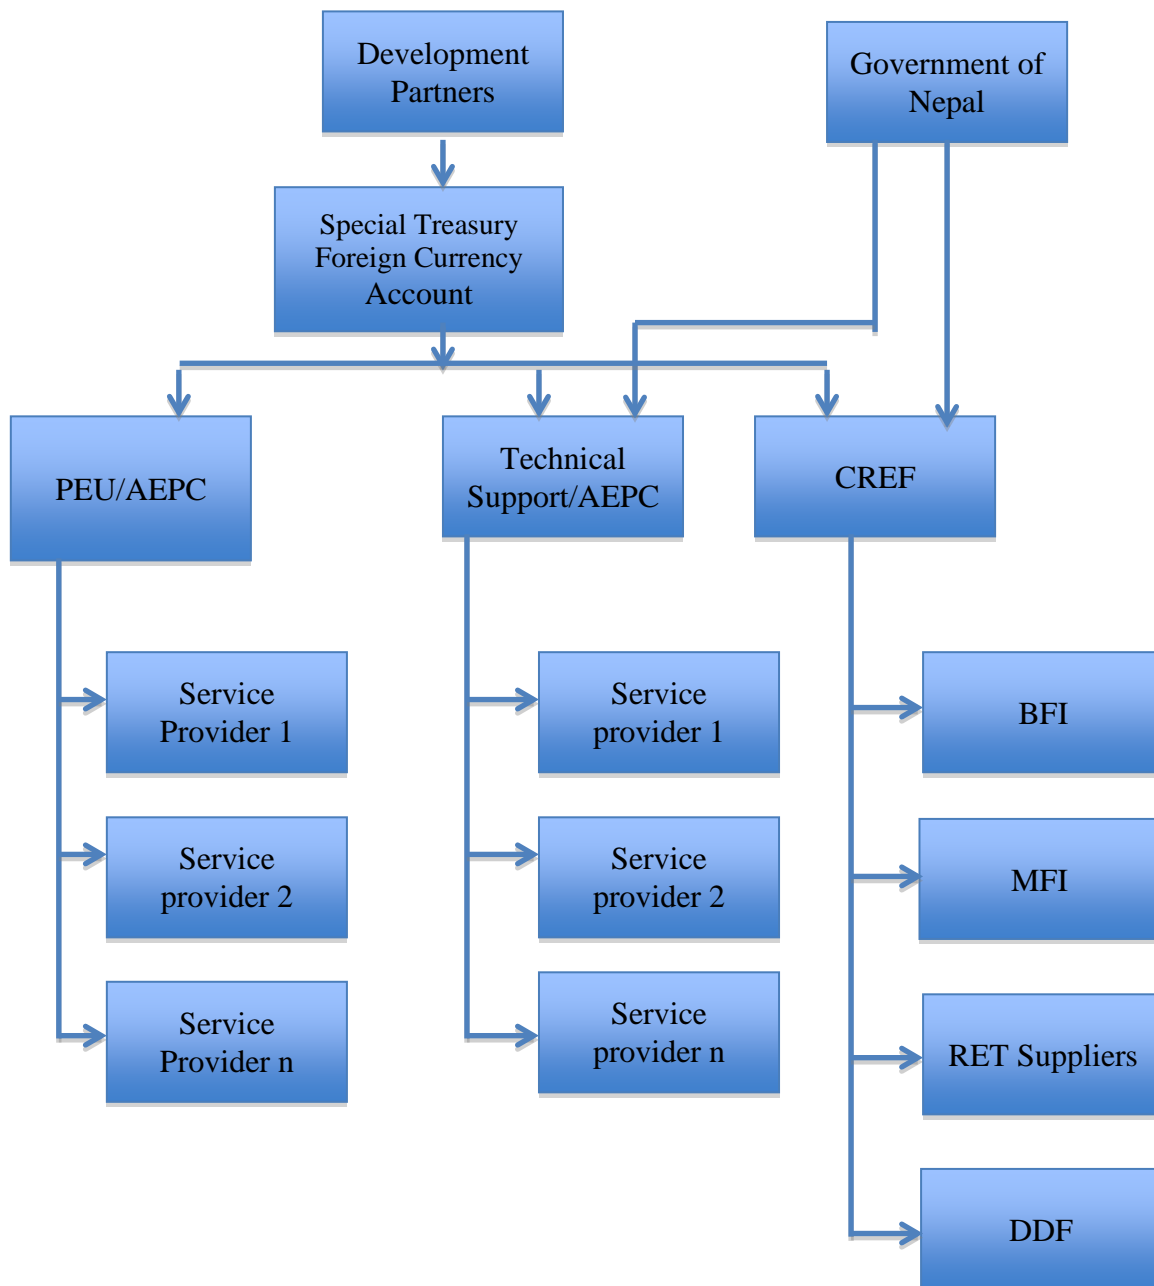 Development
Partners
Government of
Nepal
Special Treasury
Foreign Currency
Account
PEU/AEPC
Technical
Support/AEPC
CREF
Service
Provider 1
Service
provider 1
BFI
Service
provider 2
Service
provider 2
MFI
Service
Provider n
Service
provider n
RET Suppliers
DDF